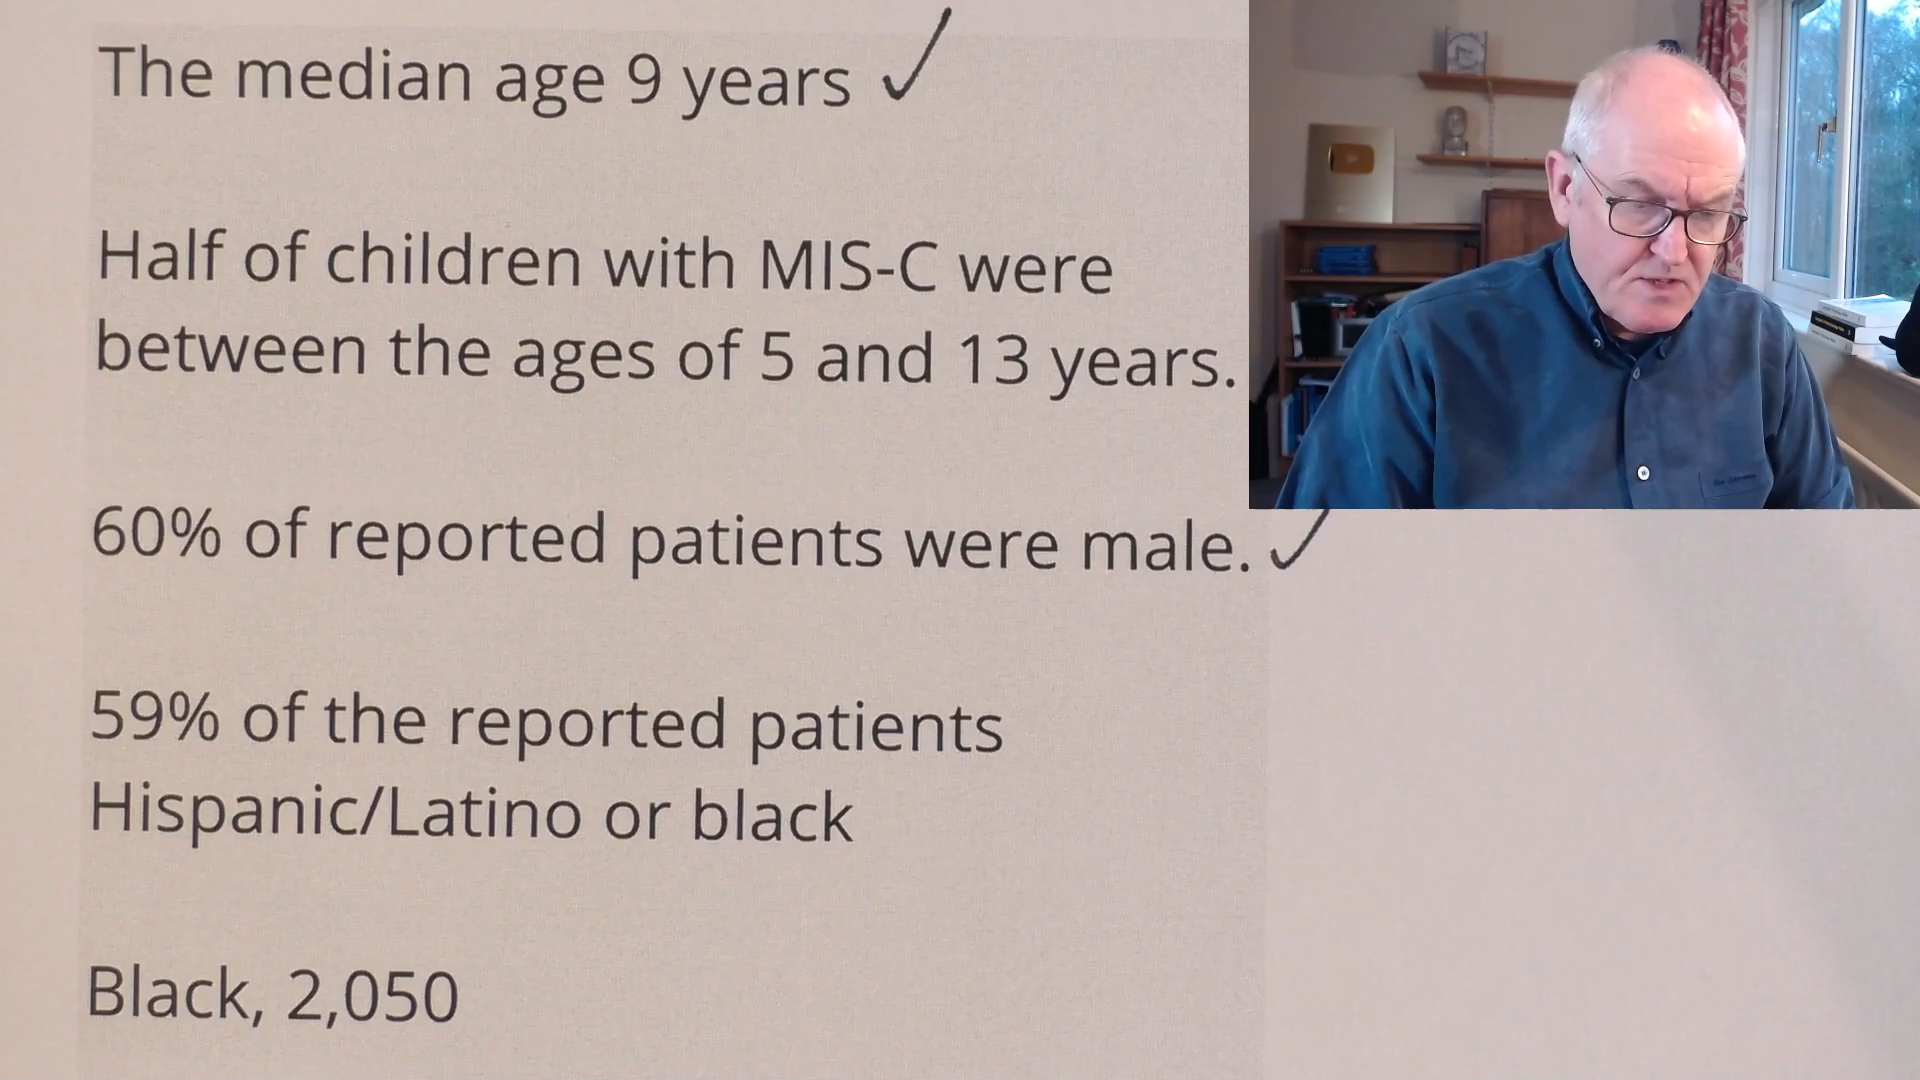 The median age 9 years
Half of children with MIS-C were
between the ages of 5 and 13 years.
60% of reported patients were male.
59% of the reported patients
Hispanic/Latino or black
Black, 2,050